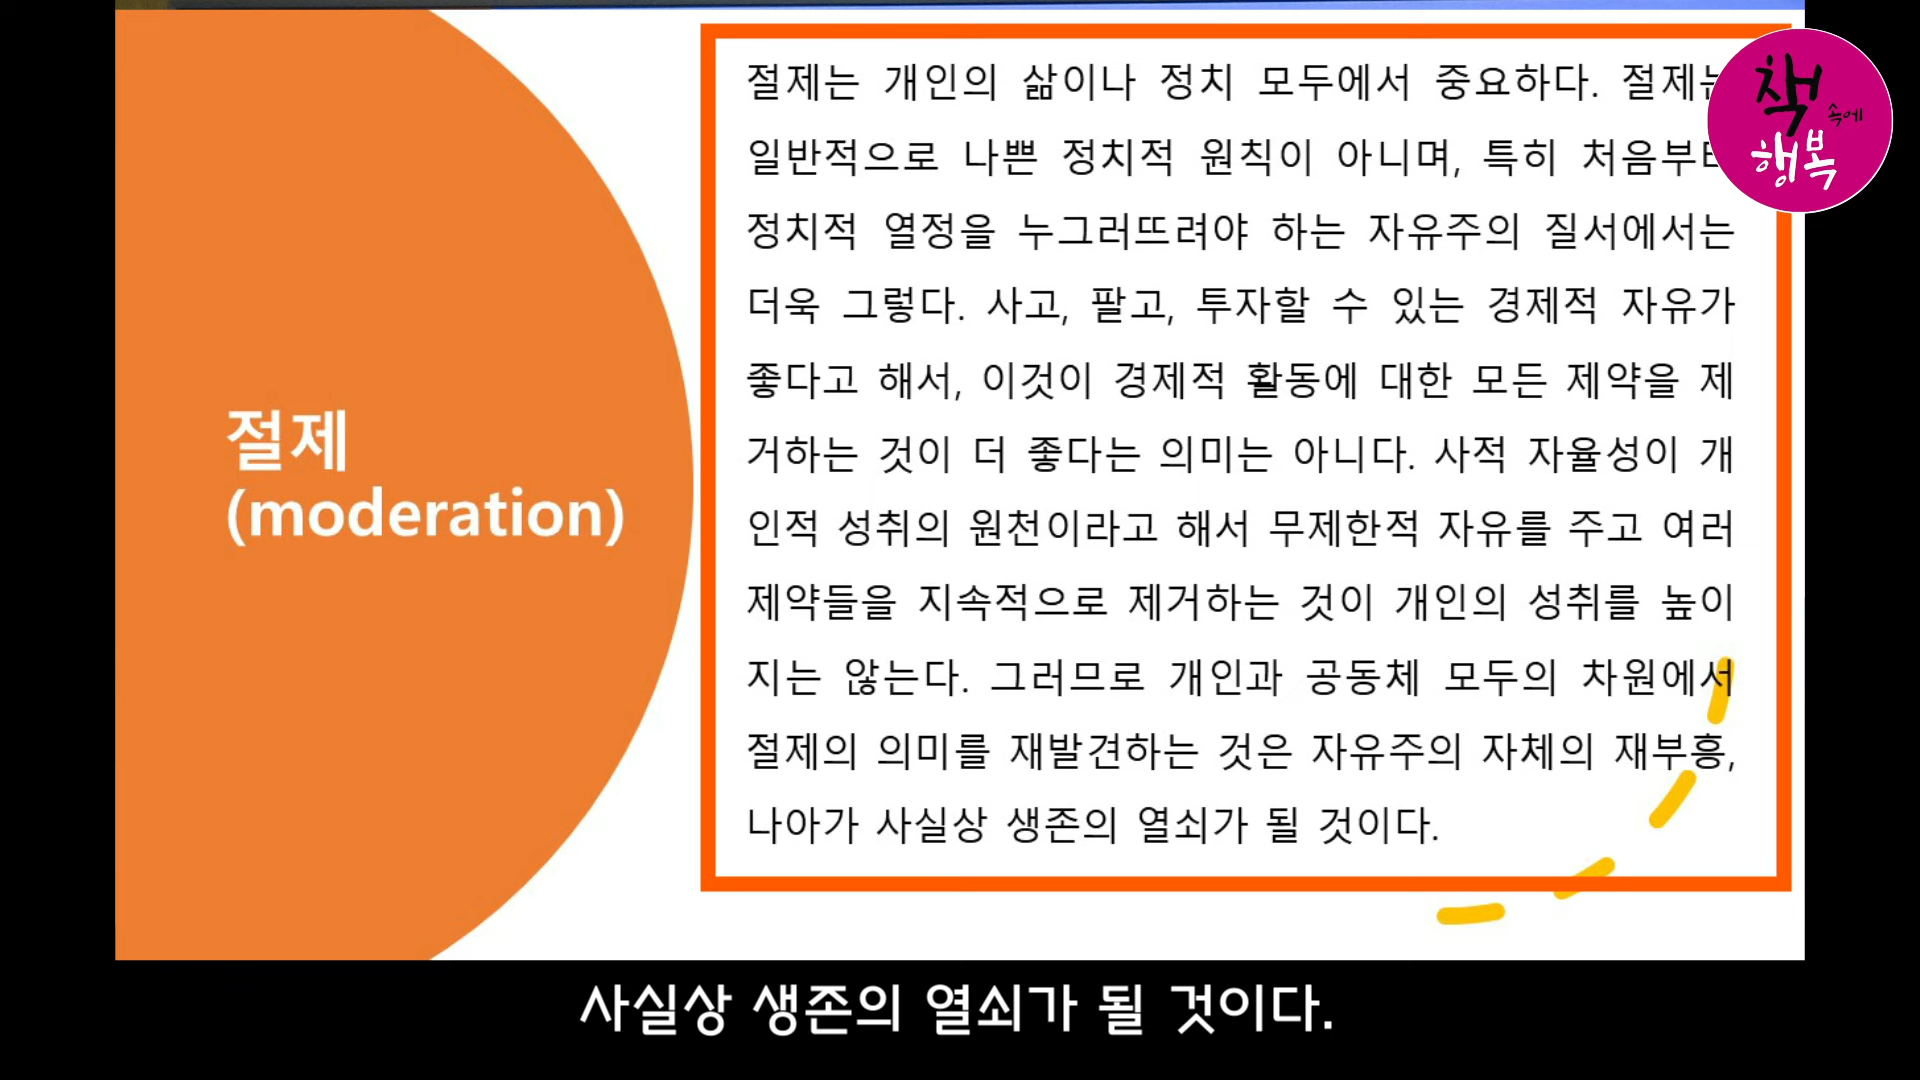 절제
(moderation)
절제는 개인의 삶이나 정치 모두에서 중요하다. 절제는
일반적으로 나쁜 정치적 원칙이 아니며, 특히 처음부터
정치적 열정을 누그러뜨려야 하는 자유주의 질서에서는
더욱 그렇다. 사고, 팔고, 투자할 수 있는 경제적 자유가
좋다고 해서, 이것이 경제적 활동에 대한 모든 제약을 제
거하는 것이 더 좋다는 의미는 아니다. 사적 자율성이 개
인적 성취의 원천이라고 해서 무제한적 자유를 주고 여러
제약들을 지속적으로 제거하는 것이 개인의 성취를 높이
지는 않는다. 그러므로 개인과 공동체 모두의 차원에서
절제의 의미를 재발견하는 것은 자유주의 자체의 재부흥,
나아가 사실상 생존의 열쇠가 될 것이다.
책 속에
행복
사실상 생존의 열쇠가 될 것이다.